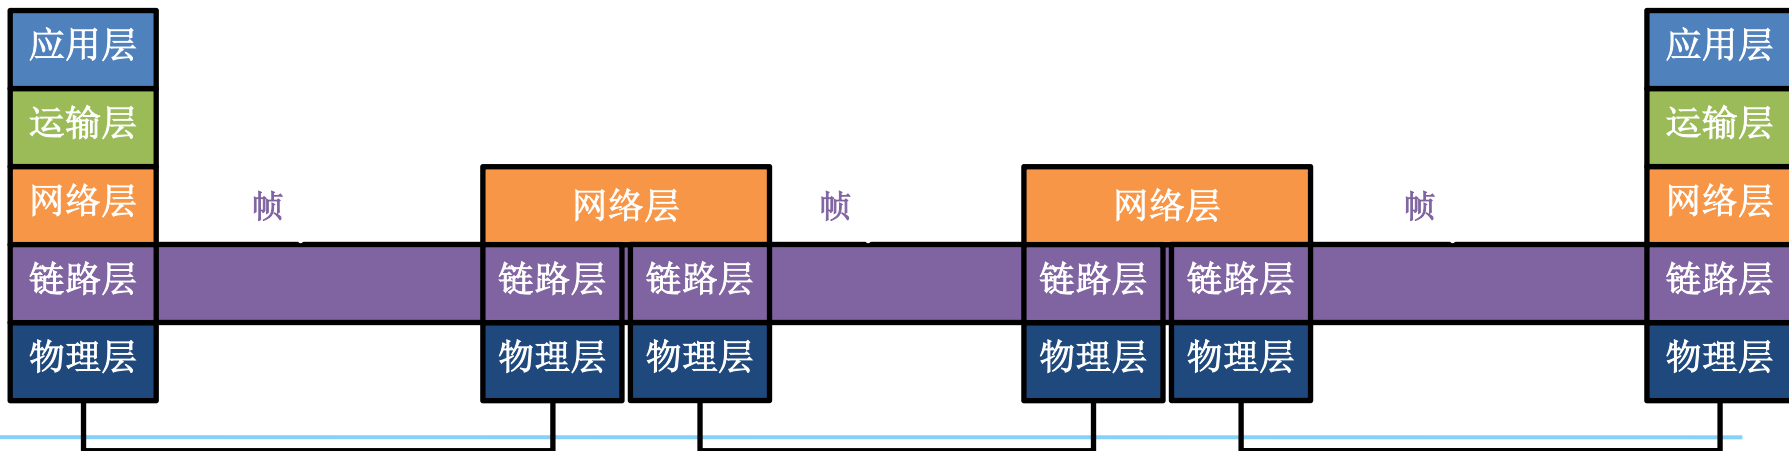 应用层 应用层
运输层 运输层
网络层 帧 网络层 帧 网络层 帧 网络层
链路层 链路层 链路层 链路层 链路层 链路层
物理层 物理层 物理层 物理层 物理层 物理层